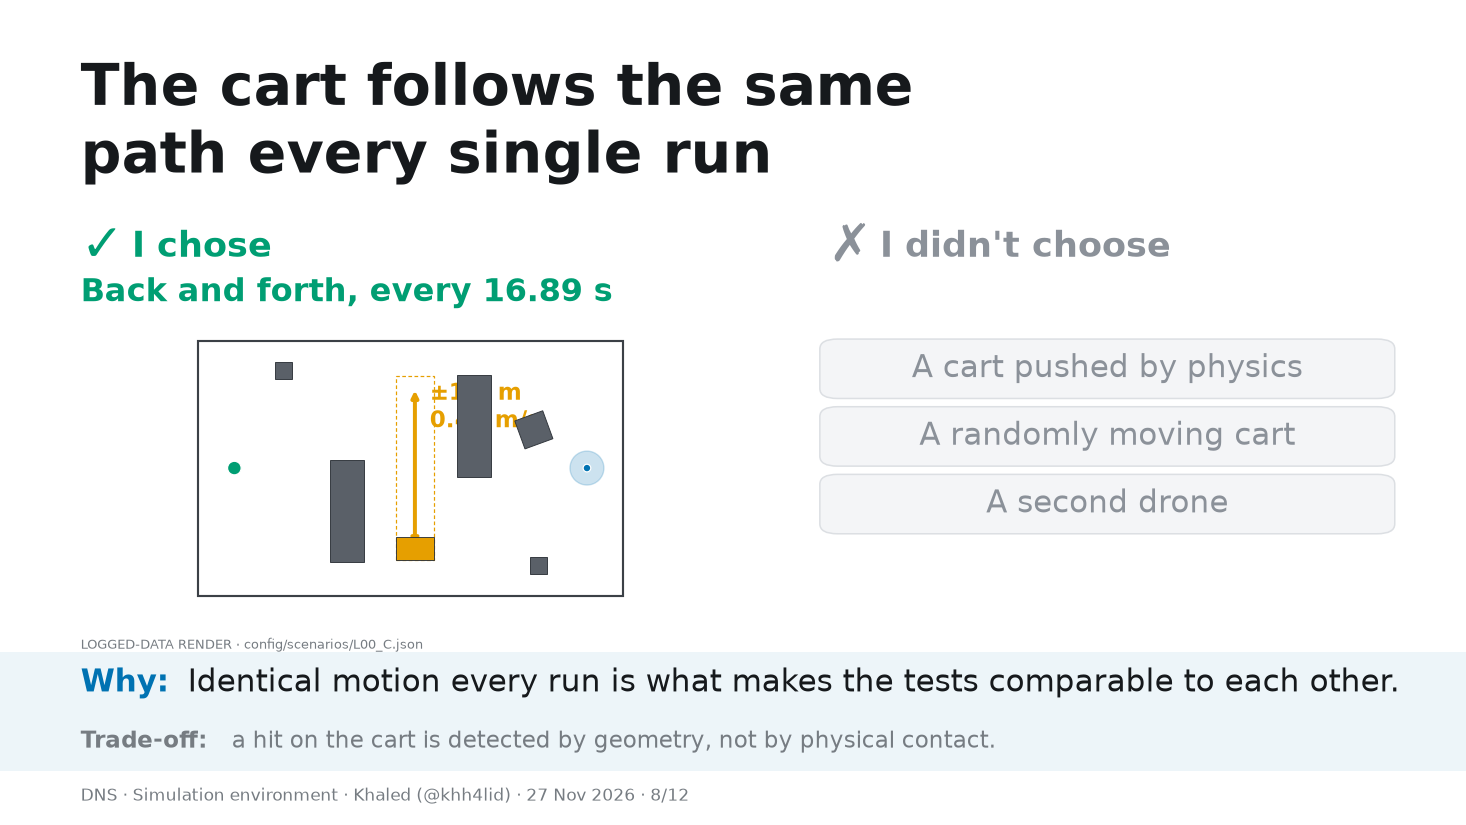 The cart follows the same
path every single run
✓ I chose
Back and forth, every 16.89 s
✗ I didn't choose
m
0.
A cart pushed by physics
A randomly moving cart
A second drone
LOGGED-DATA RENDER · config/scenarios/L00_C.json
Why: Identical motion every run is what makes the tests comparable to each other.
Trade-off: a hit on the cart is detected by geometry, not by physical contact.
DNS · Simulation environment · Khaled (@khh4lid) · 27 Nov 2026 · 8/12